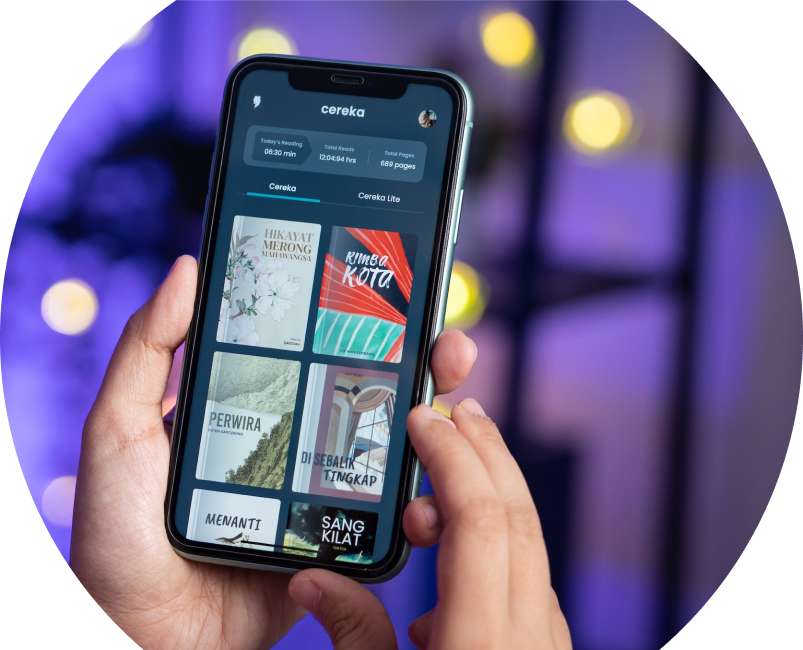 cereka
Today's Reading
06:30 min
Total Reads
12:04:94 hrs
Total Pages
689 pages
Cereka
Cereka Lite
HIKAYAT
MERONG
MAHAWANGSA
RIMBA
KOTA
PERWIRA
DI SEBALIK
TINGKAP
MENANTI
SANG
KILAT